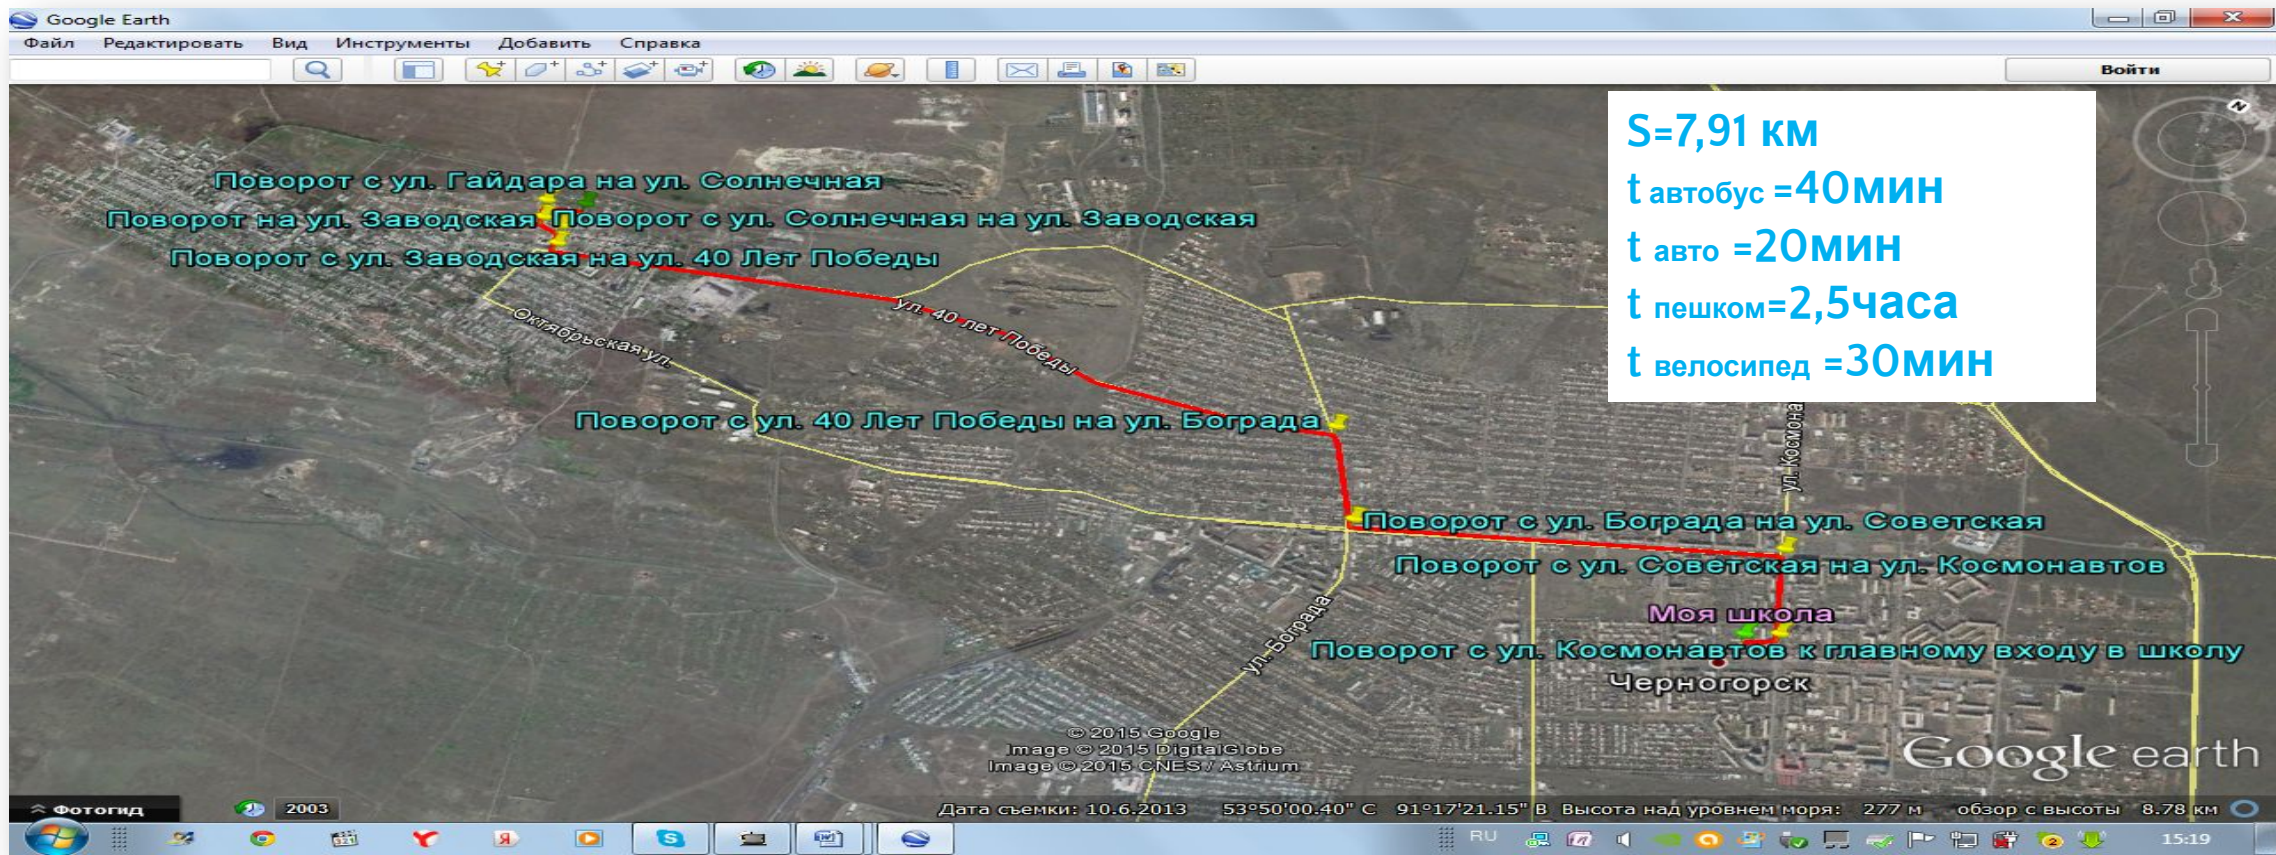 Google Earth
Файл Редактировать Вид Инструменты Добавить Справка
Войти
S=7,91 км
t автобус =40мин
t авто =20мин
t пешком=2,5часа
t велосипед =30мин
Поворот с ул. Гайдара на ул. Солнечная
Поворот на ул. Заводская
Поворот с ул. Солнечная на ул. Заводская
Поворот с ул. Заводская на ул. 40 Лет Победы
ул. 40 лет Победы
Октябрьская ул.
Поворот с ул. 40 Лет Победы на ул. Бограда
ул. Космона
Поворот с ул. Бограда на ул. Советская
Поворот с ул. Советская на ул. Космонавтов
ул. Бограда
Моя школа
Поворот с ул. Космонавтов к главному входу в школу
Черногорск
© 2015 Google
Image © 2015 DigitalGlobe
Image © 2015 CNES / Astrium
Google earth
Фотогид
2003
Дата съемки: 10.6.2013 53°50'00.40" С 91°17'21.15" В Высота над уровнем моря: 277 м обзор с высоты 8.78 км
RU
15:19